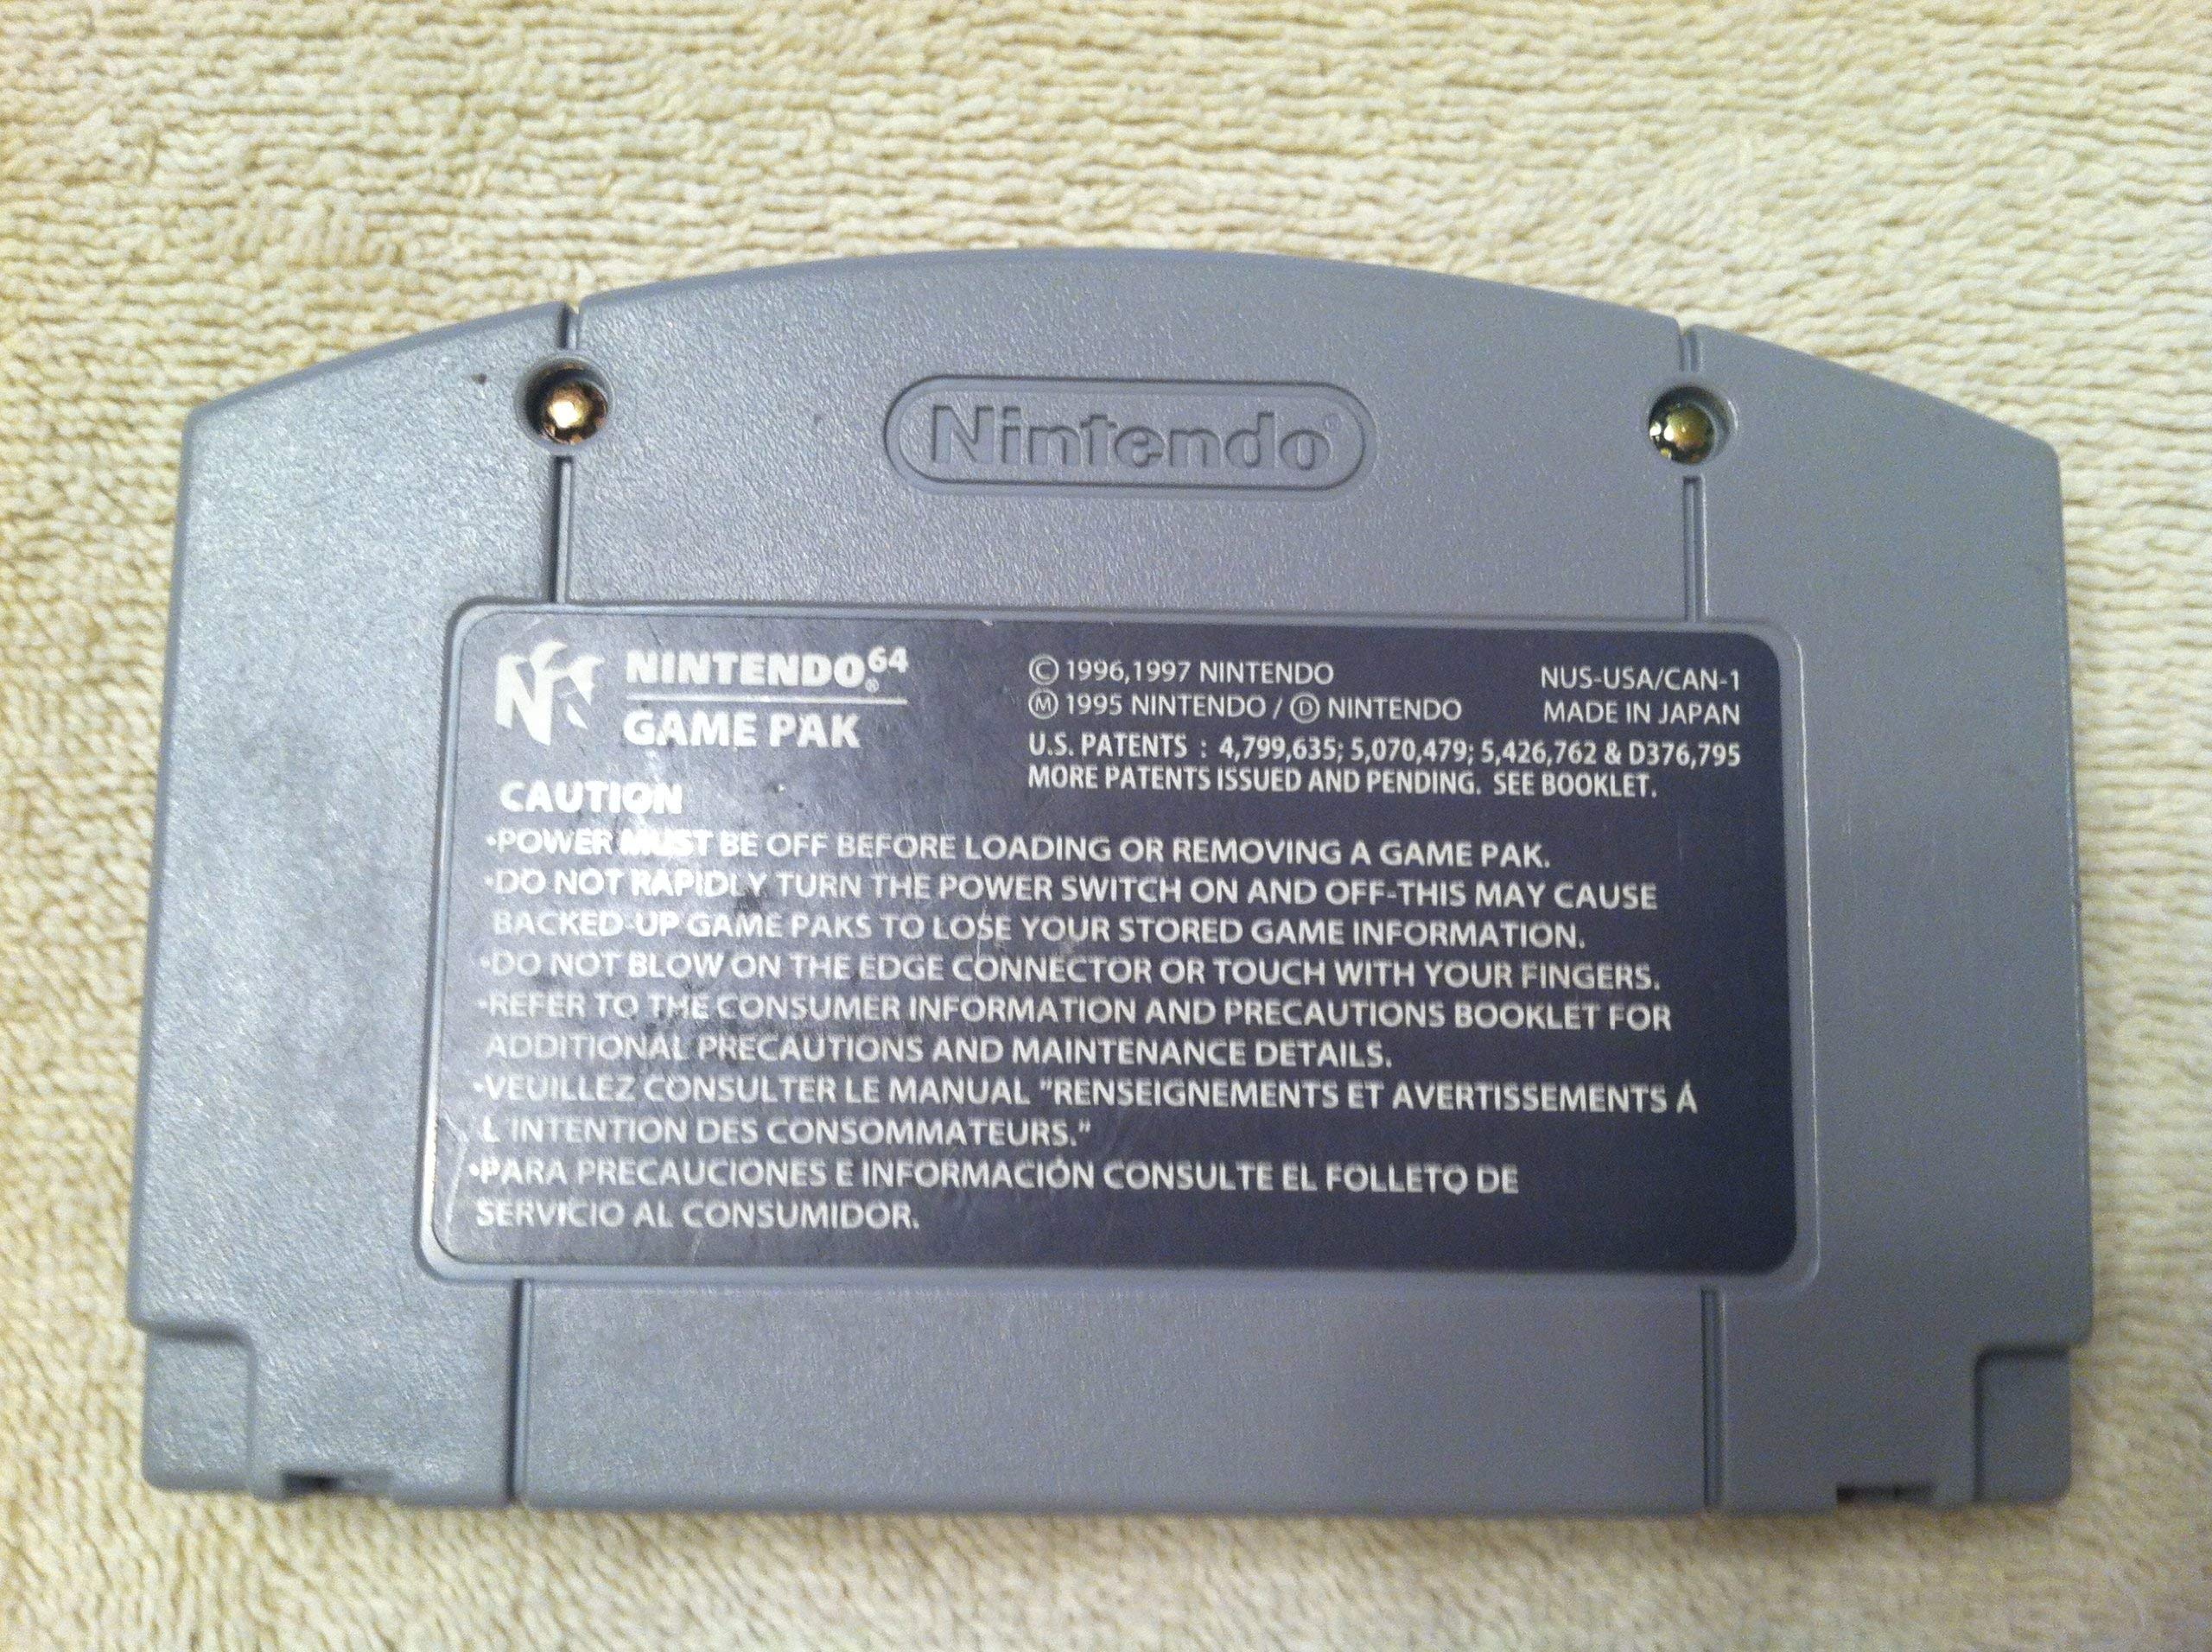 Nintendo®
NINTENDO64®
GAME PAK
© 1996,1997 NINTENDO
Ⓜ 1995 NINTENDO / Ⓓ NINTENDO
NUS-USA/CAN-1
MADE IN JAPAN
U.S. PATENTS : 4,799,635; 5,070,479; 5,426,762 & D376,795
MORE PATENTS ISSUED AND PENDING. SEE BOOKLET.
CAUTION
•POWER MUST BE OFF BEFORE LOADING OR REMOVING A GAME PAK.
•DO NOT RAPIDLY TURN THE POWER SWITCH ON AND OFF-THIS MAY CAUSE
BACKED-UP GAME PAKS TO LOSE YOUR STORED GAME INFORMATION.
•DO NOT BLOW ON THE EDGE CONNECTOR OR TOUCH WITH YOUR FINGERS.
•REFER TO THE CONSUMER INFORMATION AND PRECAUTIONS BOOKLET FOR
ADDITIONAL PRECAUTIONS AND MAINTENANCE DETAILS.
•VEUILLEZ CONSULTER LE MANUAL "RENSEIGNEMENTS ET AVERTISSEMENTS Á
L'INTENTION DES CONSOMMATEURS."
•PARA PRECAUCIONES E INFORMACIÓN CONSULTE EL FOLLETO DE
SERVICIO AL CONSUMIDOR.